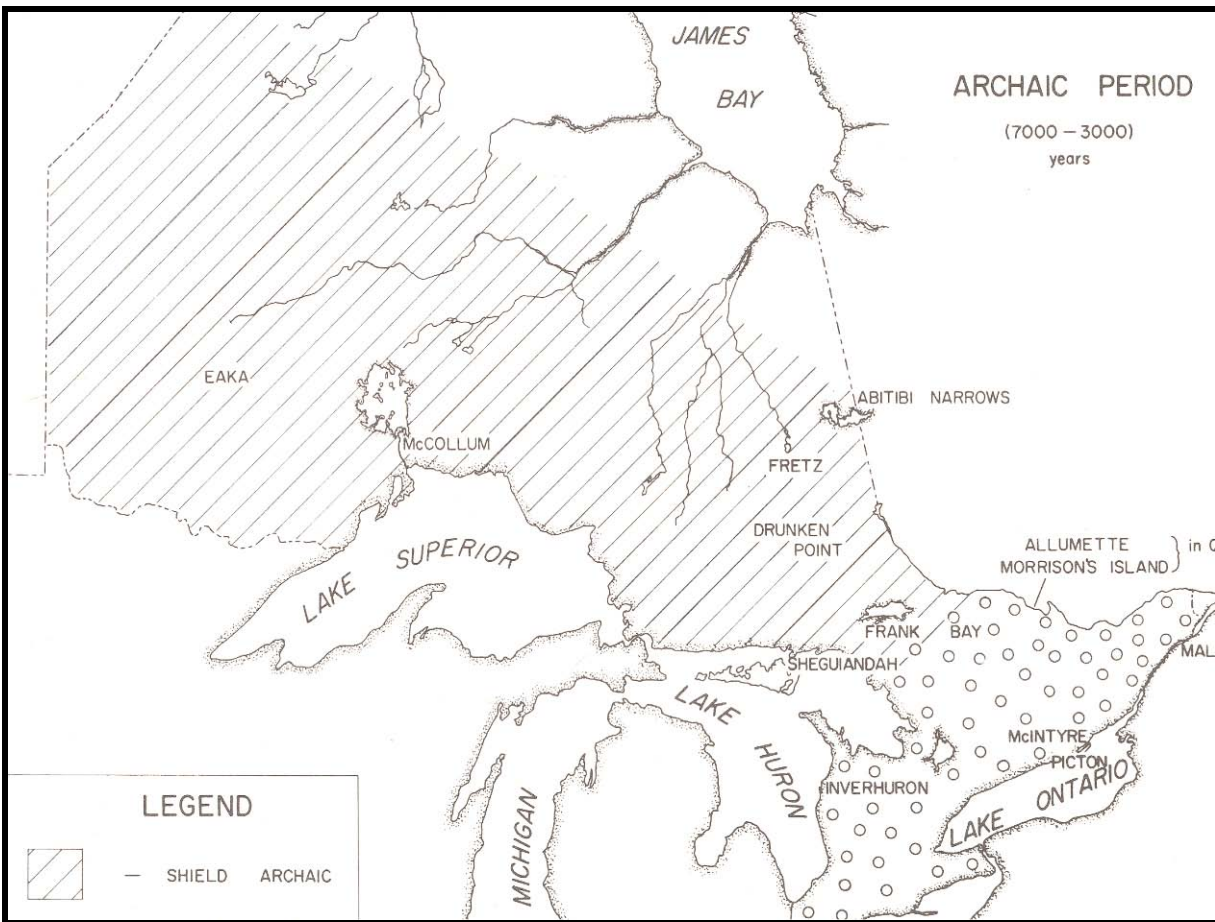 JAMES
BAY
ARCHAIC PERIOD
(7000 – 3000)
years
EAKA
McCOLLUM
ABITIBI NARROWS
FRETZ
DRUNKEN
POINT
ALLUMETTE
MORRISON'S ISLAND
in
LAKE SUPERIOR
FRANK BAY
SHEGUIANDAH
MAL
LAKE HURON
McINTYRE
PICTON
INVERHURON
LAKE ONTARIO
MICHIGAN
LEGEND
– SHIELD ARCHAIC